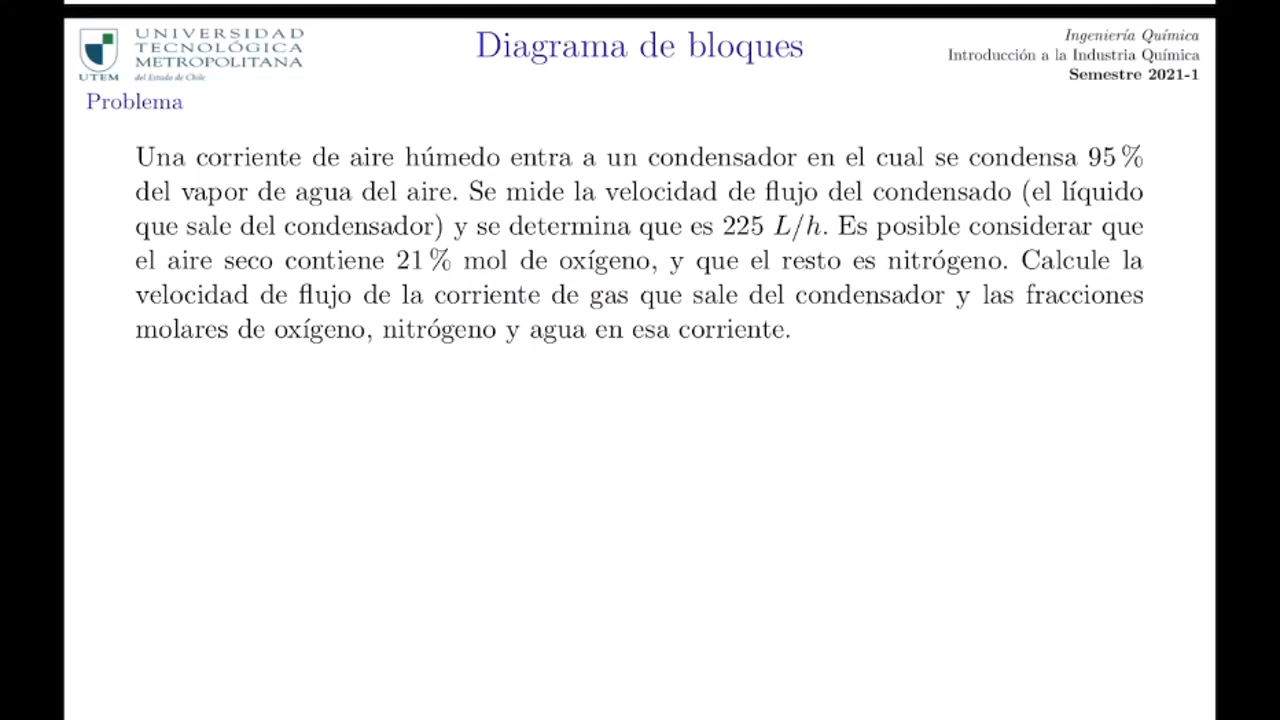 UNIVERSIDAD
TECNOLÓGICA
METROPOLITANA
del Estado de Chile
UTEM
Diagrama de bloques
Ingeniería Química
Introducción a la Industria Química
Semestre 2021-1
Problema
Una corriente de aire húmedo entra a un condensador en el cual se condensa 95 %
del vapor de agua del aire. Se mide la velocidad de flujo del condensado (el líquido
que sale del condensador) y se determina que es 225 L/h. Es posible considerar que
el aire seco contiene 21 % mol de oxígeno, y que el resto es nitrógeno. Calcule la
velocidad de flujo de la corriente de gas que sale del condensador y las fracciones
molares de oxígeno, nitrógeno y agua en esa corriente.